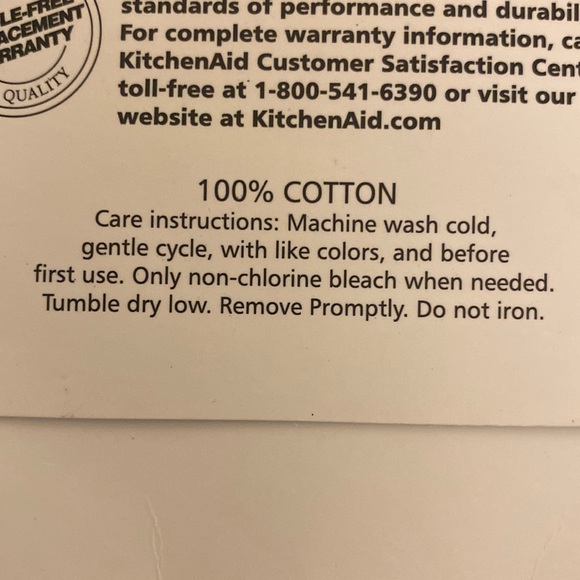 LE-FREE
ACEMENT
RRANTY
QUALITY
standards of performance and durabil
For complete warranty information, ca
KitchenAid Customer Satisfaction Cent
toll-free at 1-800-541-6390 or visit our
website at KitchenAid.com
100% COTTON
Care instructions: Machine wash cold,
gentle cycle, with like colors, and before
first use. Only non-chlorine bleach when needed.
Tumble dry low. Remove Promptly. Do not iron.